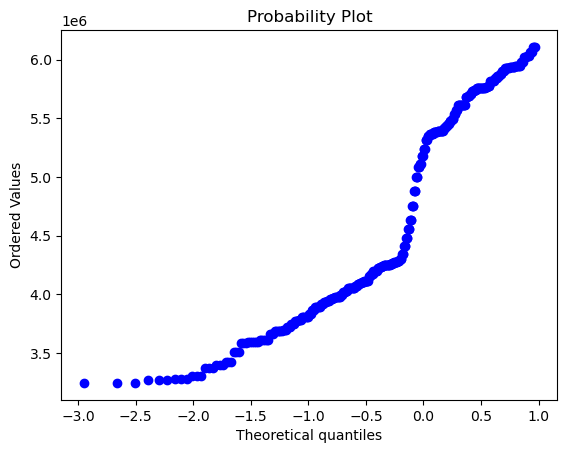 Probability Plot
1e6
6.0
5.5
5.0
4.5
4.0
3.5
Ordered Values
−3.0 −2.5 −2.0 −1.5 −1.0 −0.5 0.0 0.5 1.0
Theoretical quantiles